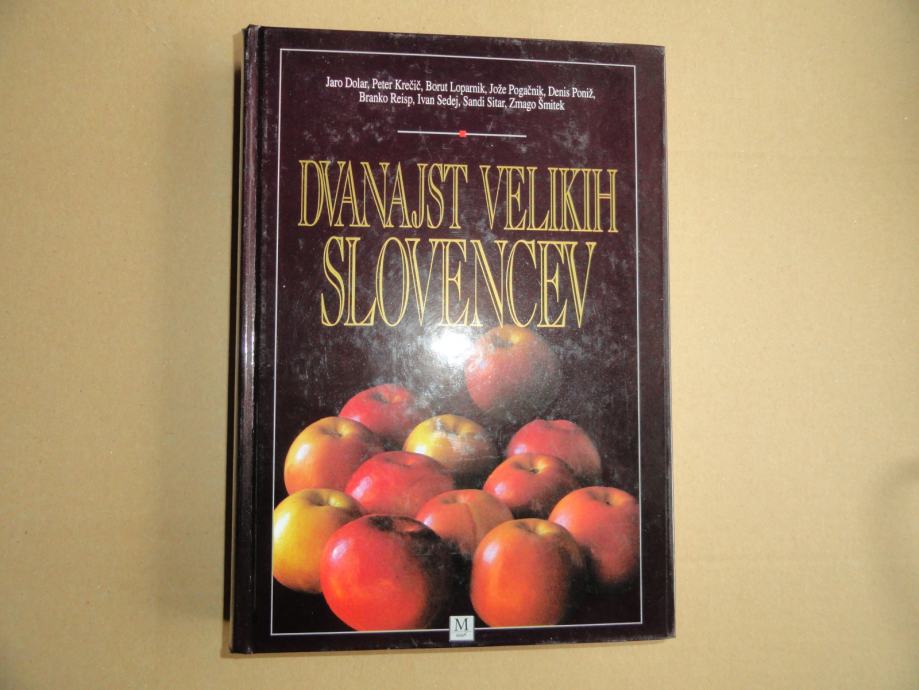 Jaro Dolar, Peter Krečič, Borut Loparnik, Jože Pogačnik, Denis Poniž,
Branko Reisp, Ivan Sedej, Sandi Sitar, Zmago Šmitek
DVANAJST VELIKIH
SLOVENCEV
M